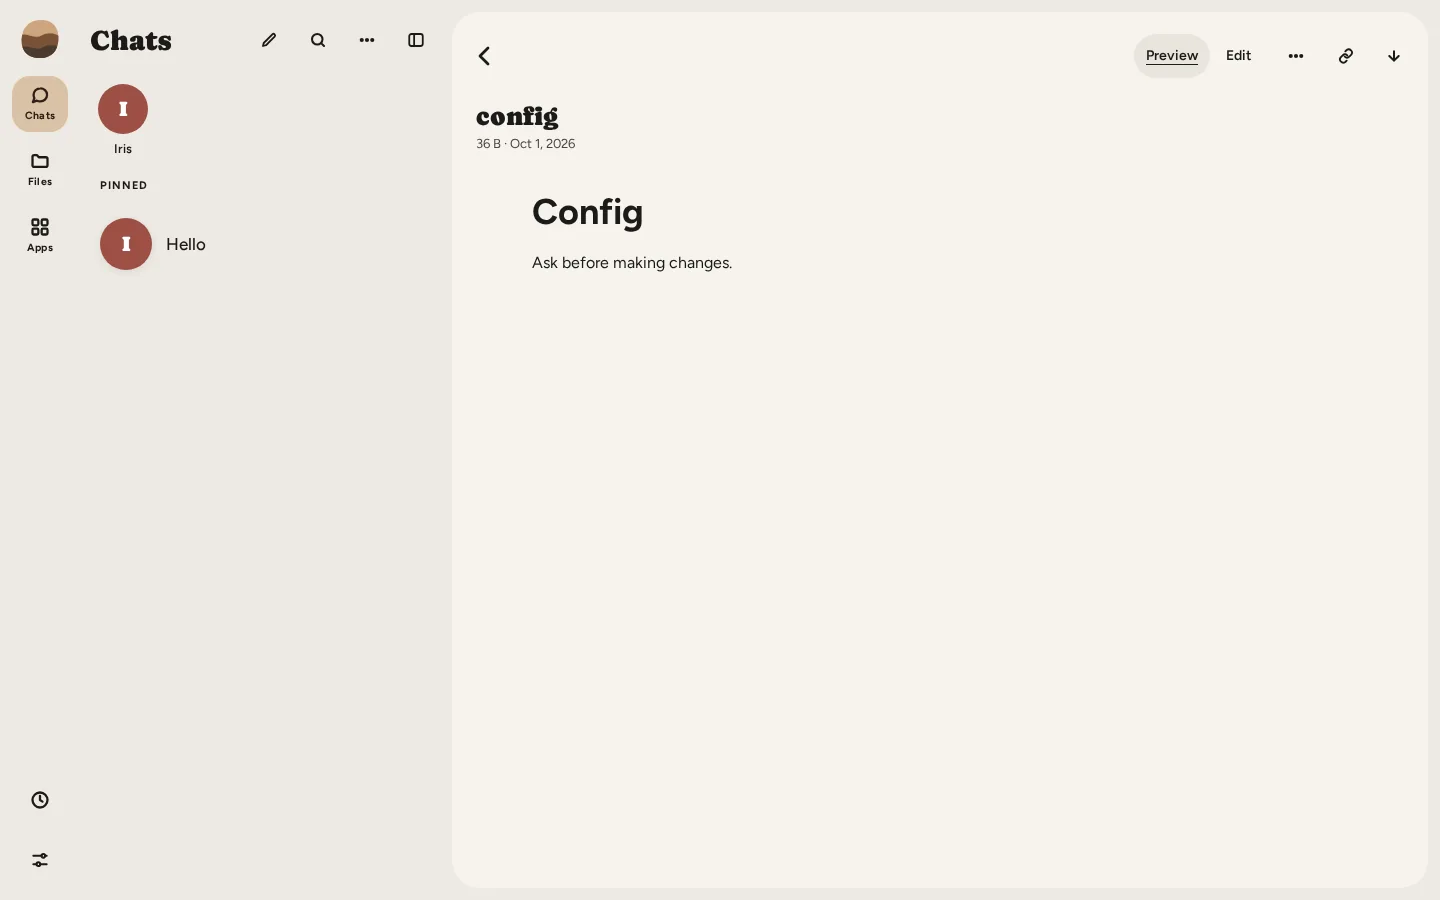 Chats
Chats
Files
Apps
I
Iris
PINNED
I
Hello
Preview
Edit
config
36 B · Oct 1, 2026
Config
Ask before making changes.